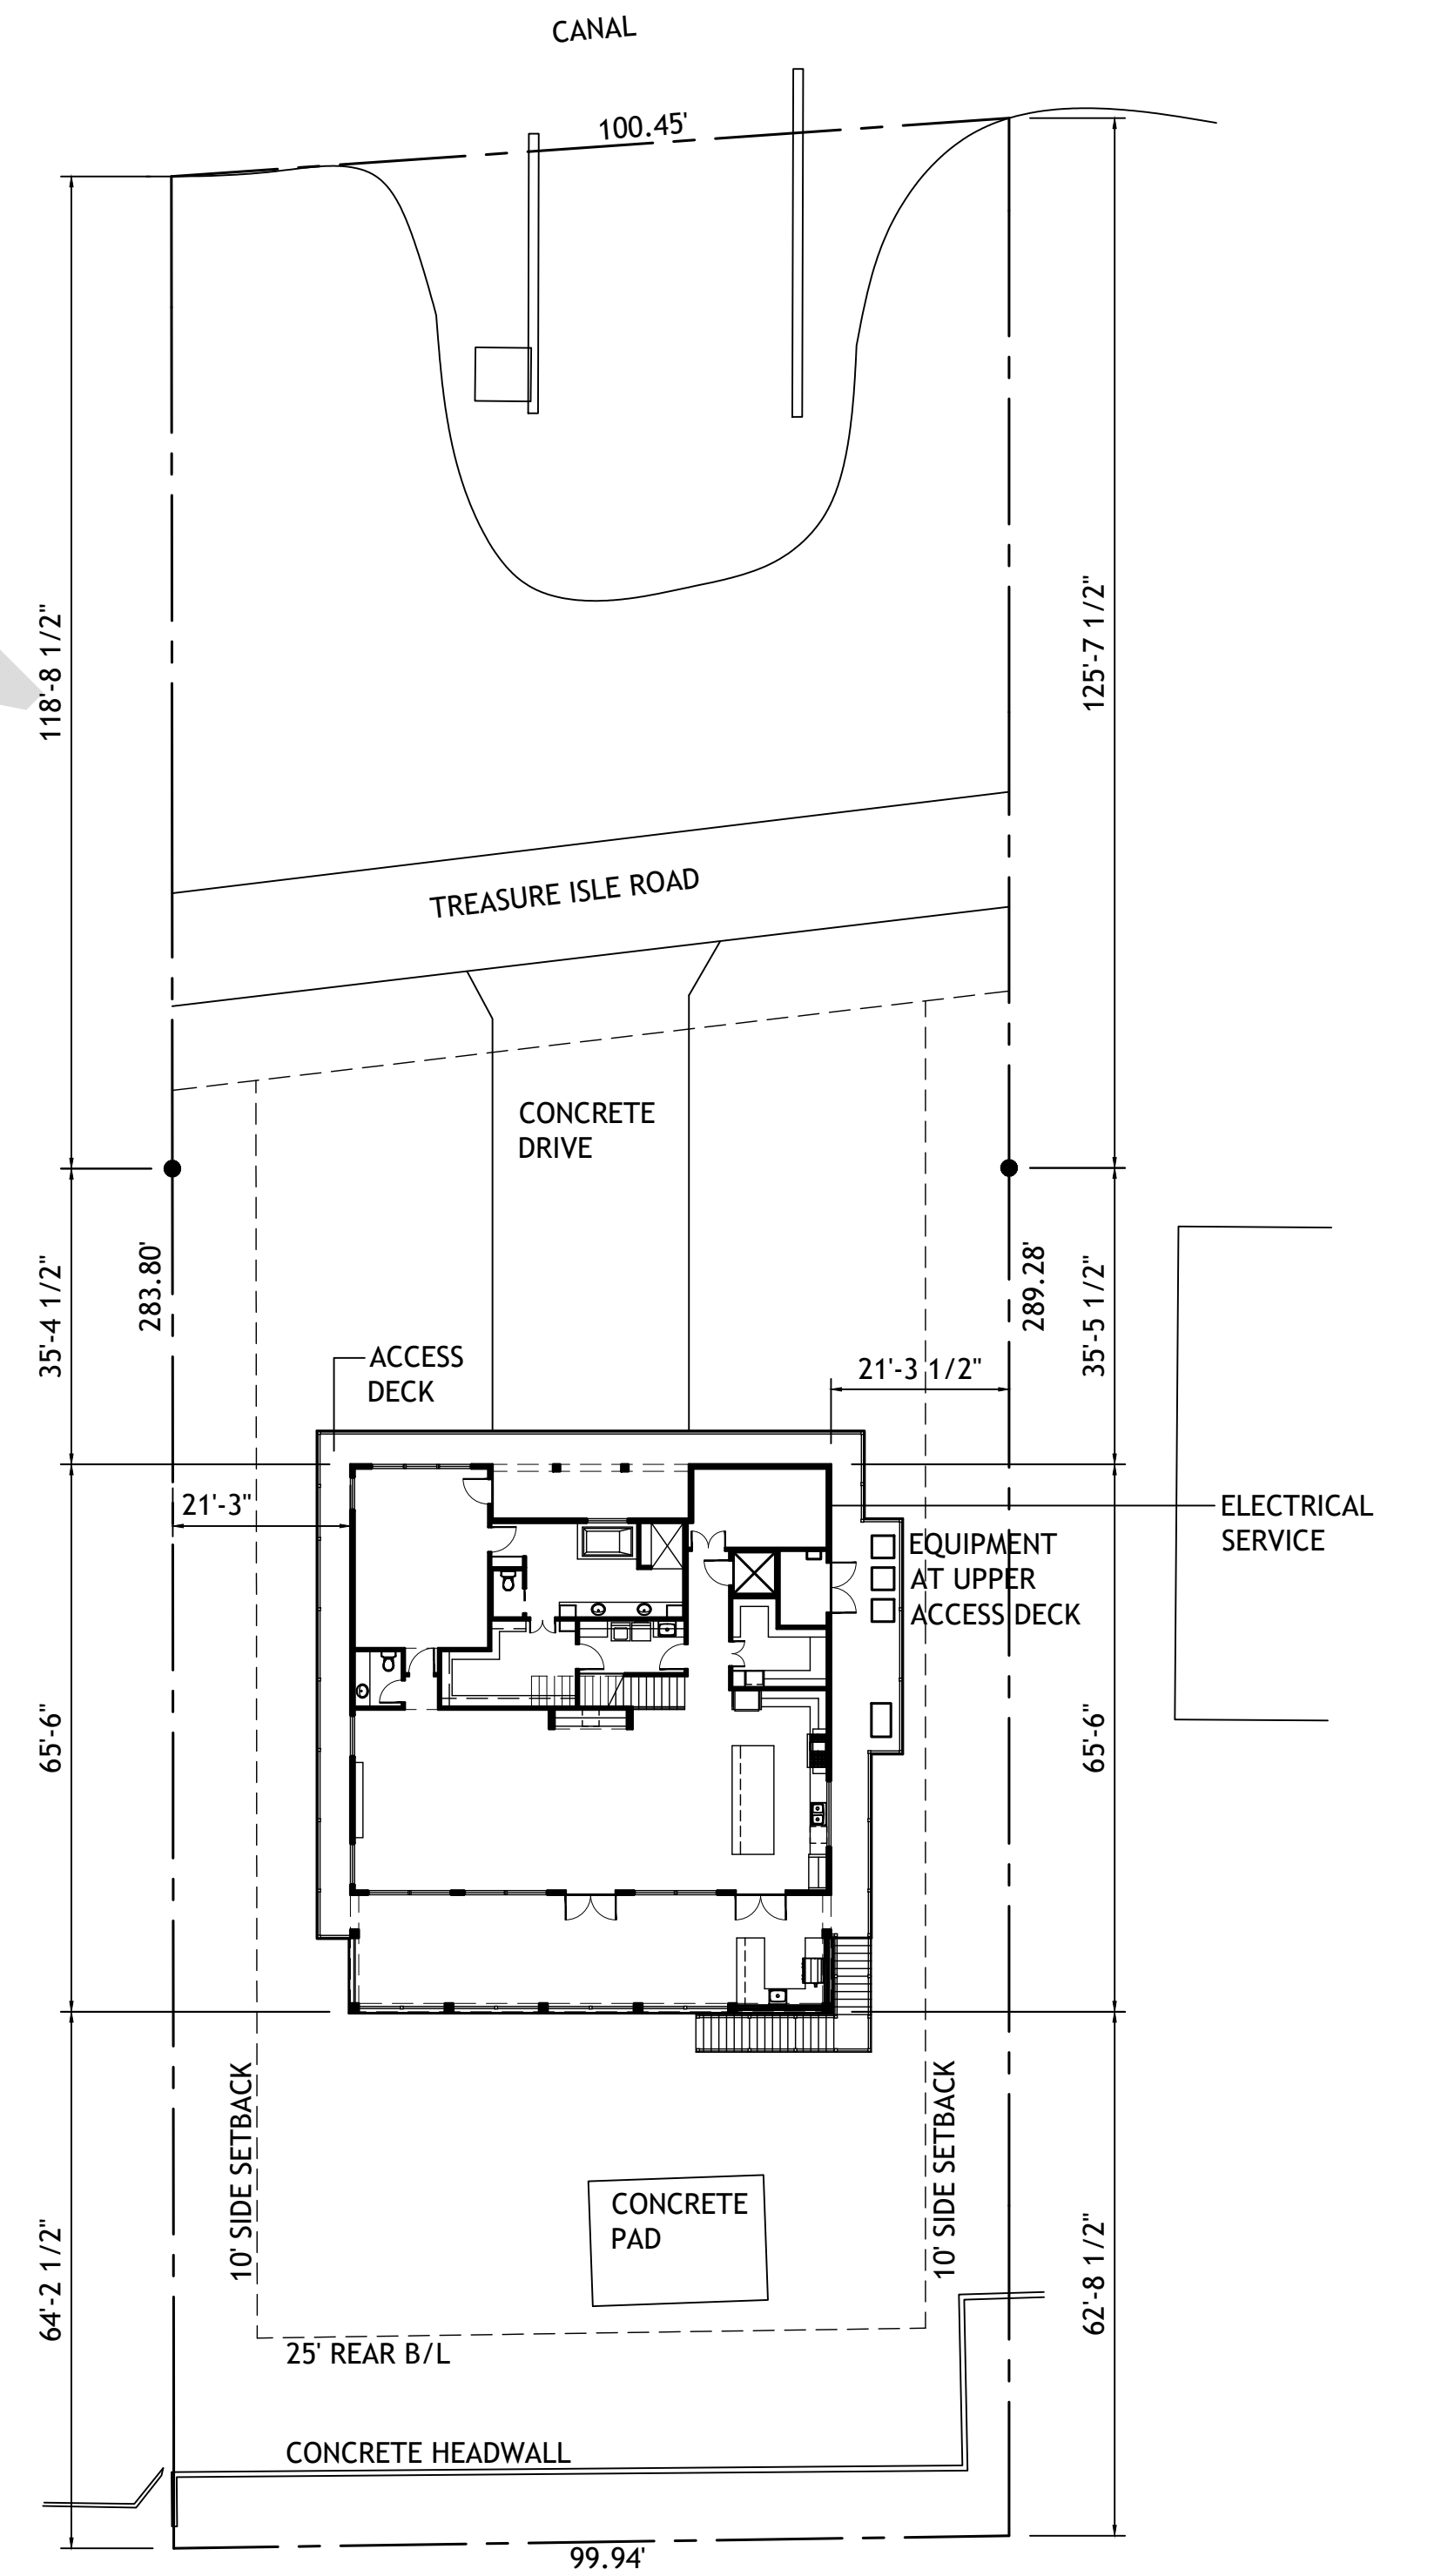 CANAL
100.45'
118'-8 1/2"
125'-7 1/2"
TREASURE ISLE ROAD
CONCRETE
DRIVE
283.80'
289.28'
35'-4 1/2"
35'-5 1/2"
ACCESS
DECK
21'-3 1/2"
21'-3"
ELECTRICAL
SERVICE
EQUIPMENT
AT UPPER
ACCESS DECK
65'-6"
65'-6"
10' SIDE SETBACK
10' SIDE SETBACK
CONCRETE
PAD
64'-2 1/2"
62'-8 1/2"
25' REAR B/L
CONCRETE HEADWALL
99.94'